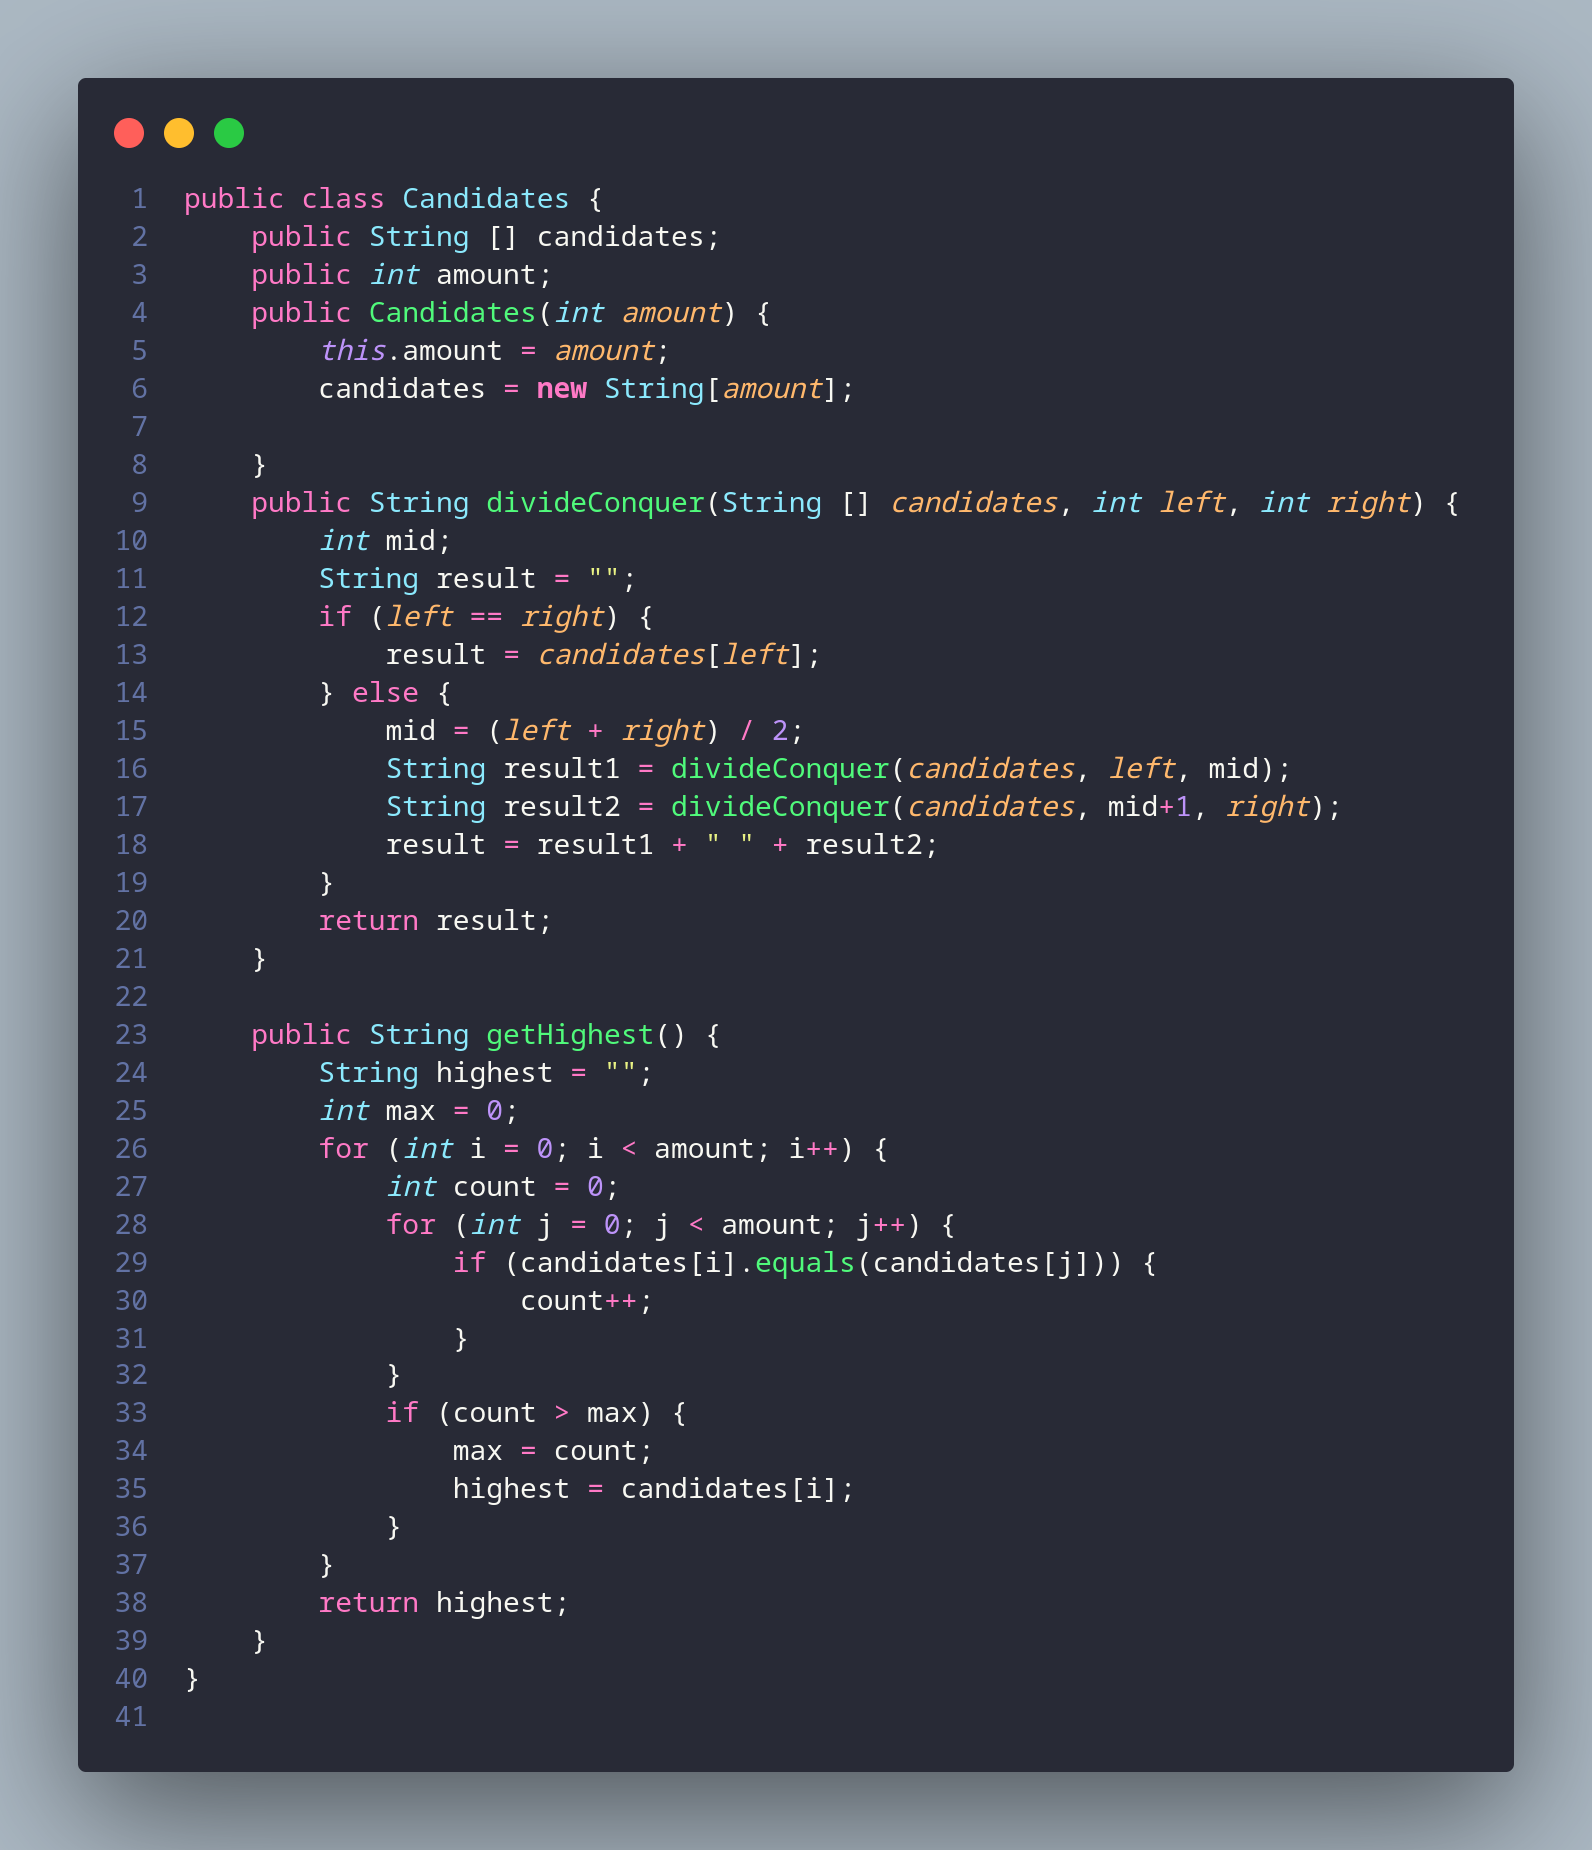 1 public class Candidates {
2     public String [] candidates;
3     public int amount;
4     public Candidates(int amount) {
5         this.amount = amount;
6         candidates = new String[amount];
7
8     }
9     public String divideConquer(String [] candidates, int left, int right) {
10         int mid;
11         String result = "";
12         if (left == right) {
13             result = candidates[left];
14         } else {
15             mid = (left + right) / 2;
16             String result1 = divideConquer(candidates, left, mid);
17             String result2 = divideConquer(candidates, mid+1, right);
18             result = result1 + " " + result2;
19         }
20         return result;
21     }
22
23     public String getHighest() {
24         String highest = "";
25         int max = 0;
26         for (int i = 0; i < amount; i++) {
27             int count = 0;
28             for (int j = 0; j < amount; j++) {
29                 if (candidates[i].equals(candidates[j])) {
30                     count++;
31                 }
32             }
33             if (count > max) {
34                 max = count;
35                 highest = candidates[i];
36             }
37         }
38         return highest;
39     }
40 }
41